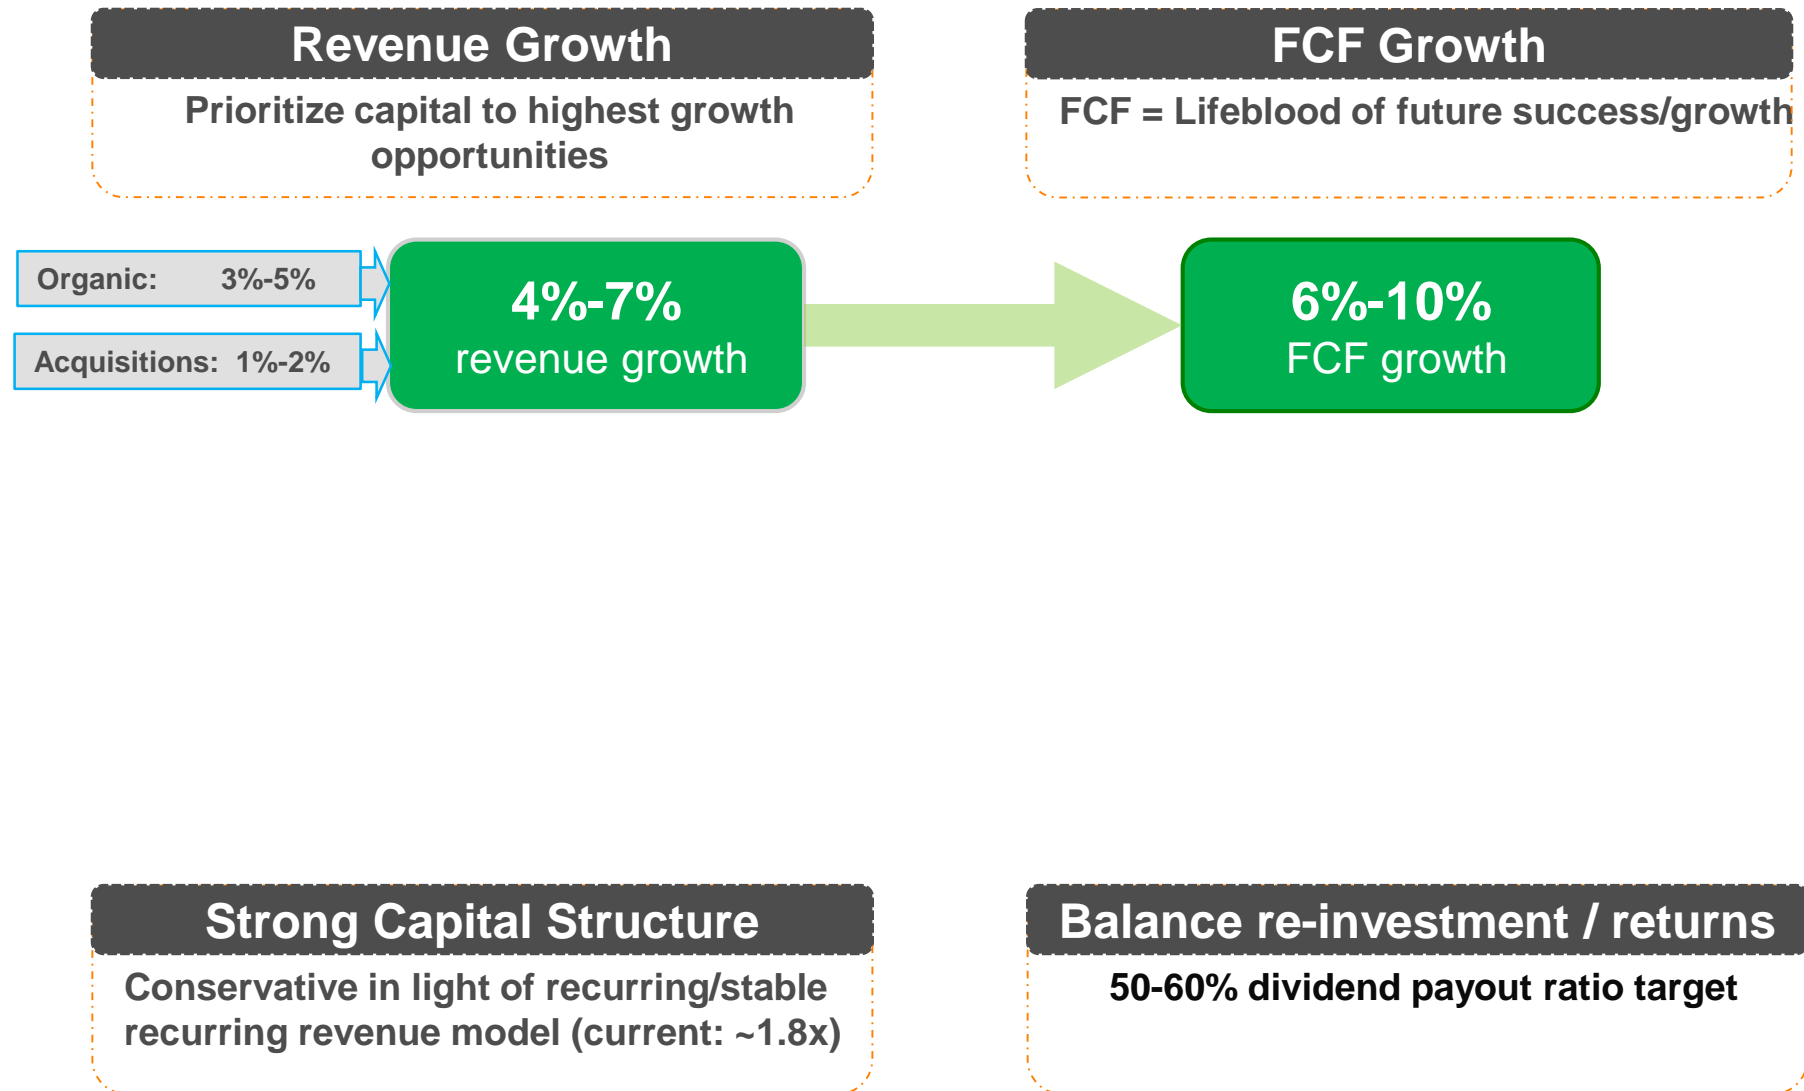 Revenue Growth
Prioritize capital to highest growth
opportunities
FCF Growth
FCF = Lifeblood of future success/growth
Organic: 3%-5%
Acquisitions: 1%-2%
4%-7%
revenue growth
6%-10%
FCF growth
Strong Capital Structure
Conservative in light of recurring/stable
recurring revenue model (current: ~1.8x)
Balance re-investment / returns
50-60% dividend payout ratio target